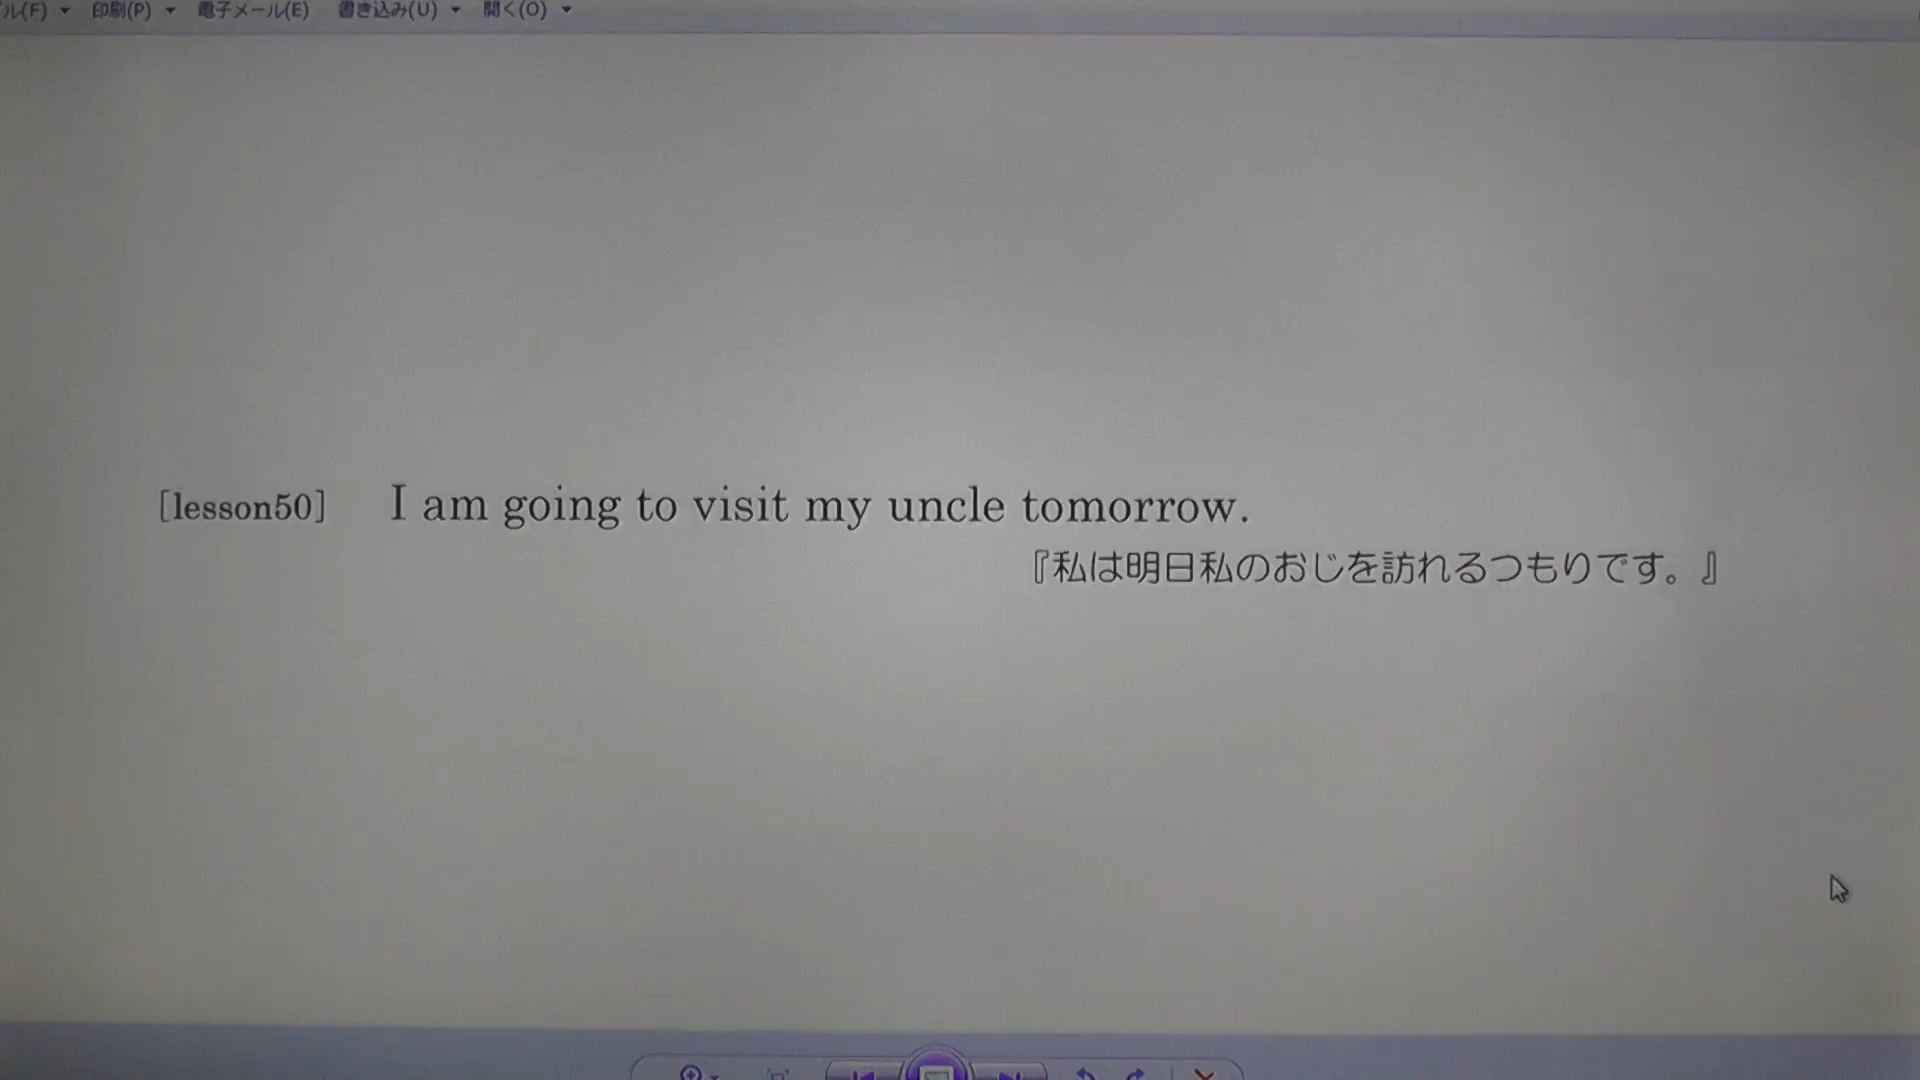 ル(F) 印刷(P) 電子メール(E) 書き込み(U) 開く(O)
[lesson50] I am going to visit my uncle tomorrow.
『私は明日私のおじを訪れるつもりです。』